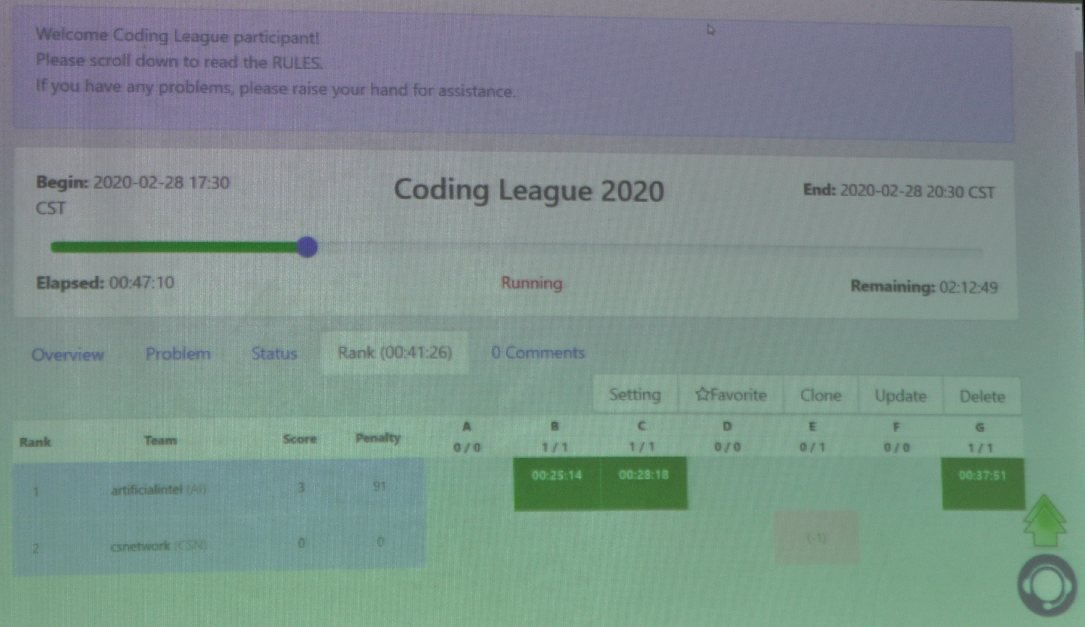 Welcome Coding League participant!
Please scroll down to read the RULES.
If you have any problems, please raise your hand for assistance.
Begin: 2020-02-28 17:30
CST
Coding League 2020
End: 2020-02-28 20:30 CST
Elapsed: 00:47:10
Running
Remaining: 02:12:49
Overview Problem Status Rank (00:41:26) 0 Comments
Setting ☆Favorite Clone Update Delete
Rank Team Score Penalty A B C D E F G
0 / 0 1 / 1 1 / 1 0 / 0 0 / 1 0 / 0 1 / 1
1 artificialintel (AI) 3 91 00:25:14 00:28:18 00:37:51
2 csnetwork (CSN) 0 0 (-1)